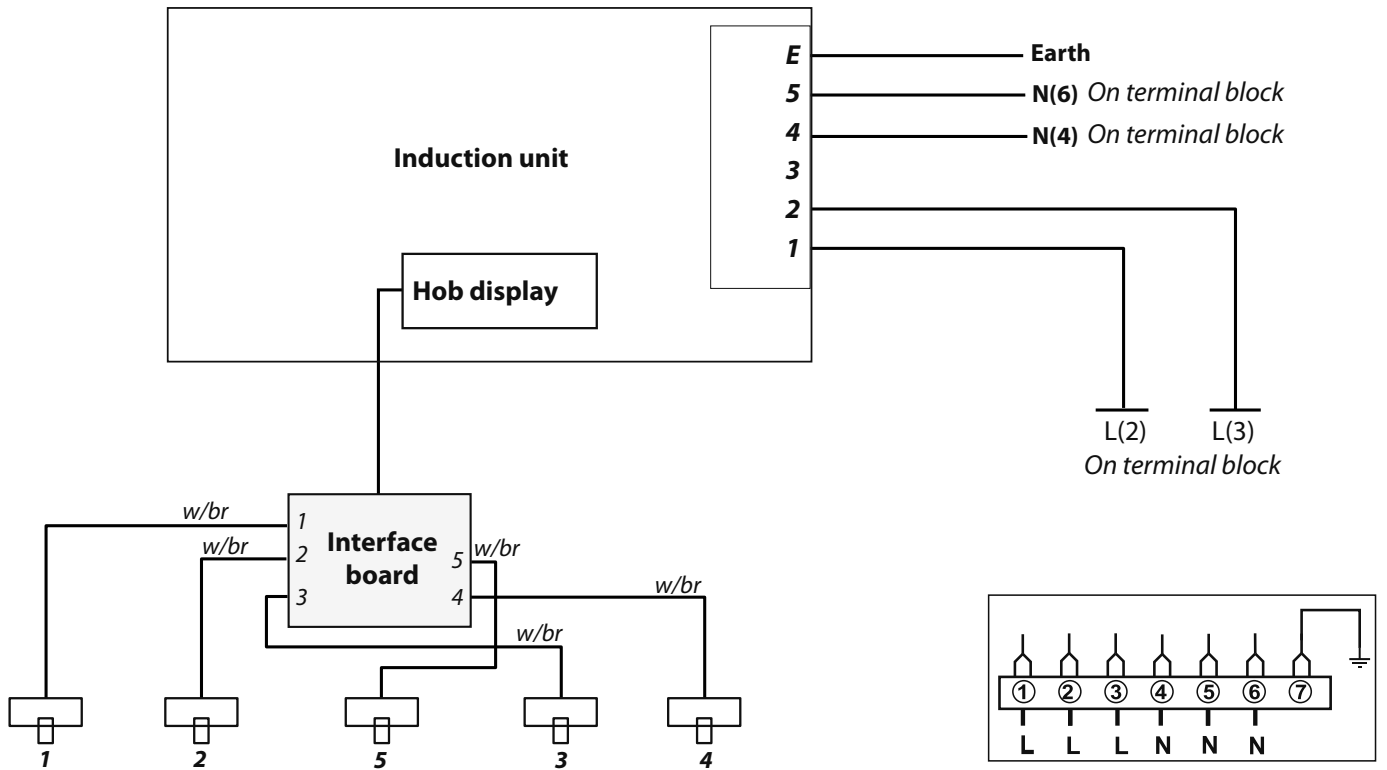 E Earth
5 N(6) On terminal block
4 N(4) On terminal block
Induction unit
3
2
1
Hob display
L(2) L(3)
On terminal block
w/br 1
w/br 2 Interface 5 w/br
board
3 4 w/br
w/br
1 2 5 3 4
1 2 3 4 5 6 7
L L L N N N